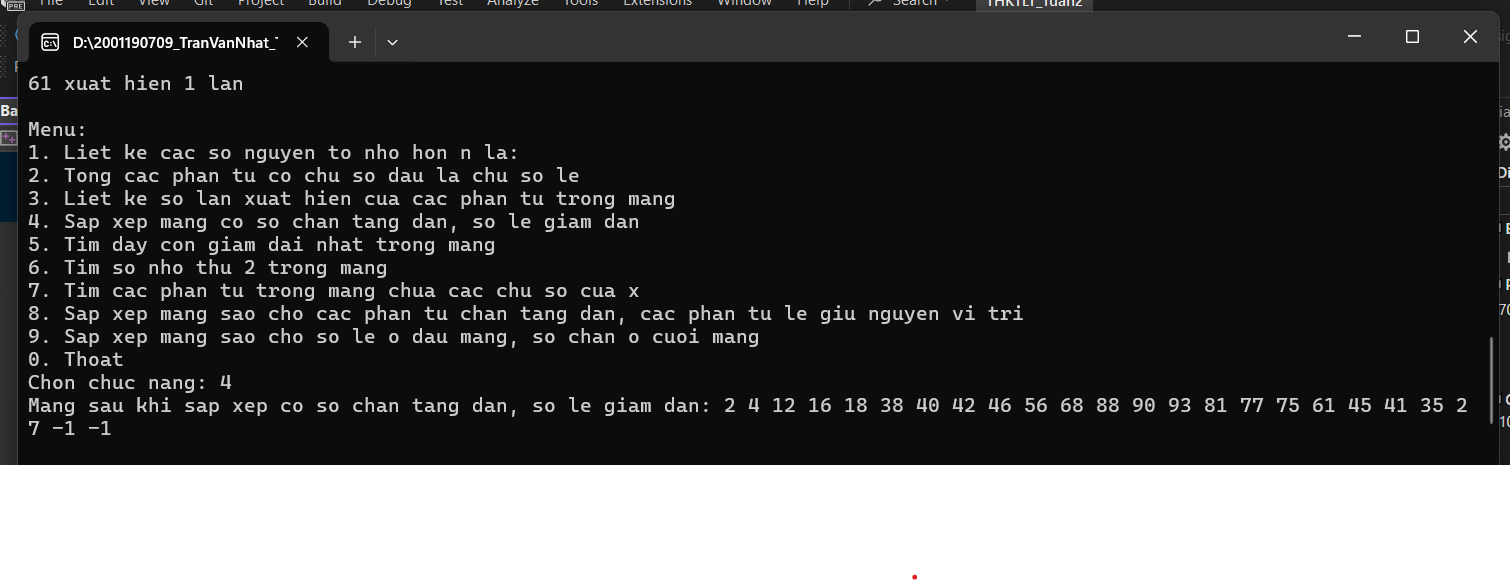 File Edit View Git Project Build Debug Test Analyze Tools Extensions Window Help Search THKTLT_Tuan2
PRE
D:\2001190709_TranVanNhat_
61 xuat hien 1 lan
Ba
Menu:
1. Liet ke cac so nguyen to nho hon n la:
2. Tong cac phan tu co chu so dau la chu so le
3. Liet ke so lan xuat hien cua cac phan tu trong mang
4. Sap xep mang co so chan tang dan, so le giam dan
5. Tim day con giam dai nhat trong mang
6. Tim so nho thu 2 trong mang
7. Tim cac phan tu trong mang chua cac chu so cua x
8. Sap xep mang sao cho cac phan tu chan tang dan, cac phan tu le giu nguyen vi tri
9. Sap xep mang sao cho so le o dau mang, so chan o cuoi mang
0. Thoat
Chon chuc nang: 4
Mang sau khi sap xep co so chan tang dan, so le giam dan: 2 4 12 16 18 38 40 42 46 56 68 88 90 93 81 77 75 61 45 41 35 2
7 -1 -1